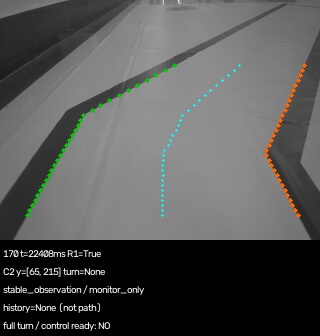 170 t=22408ms R1=True
C2 y=[65, 215] turn=None
stable_observation / monitor_only
history=None (not path)
full turn / control ready: NO